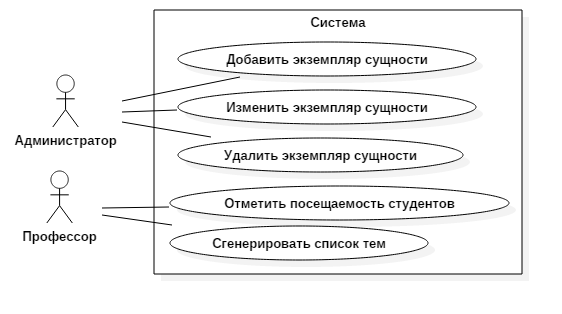 Система
Добавить экземпляр сущности
Изменить экземпляр сущности
Администратор
Удалить экземпляр сущности
Отметить посещаемость студентов
Профессор
Сгенерировать список тем